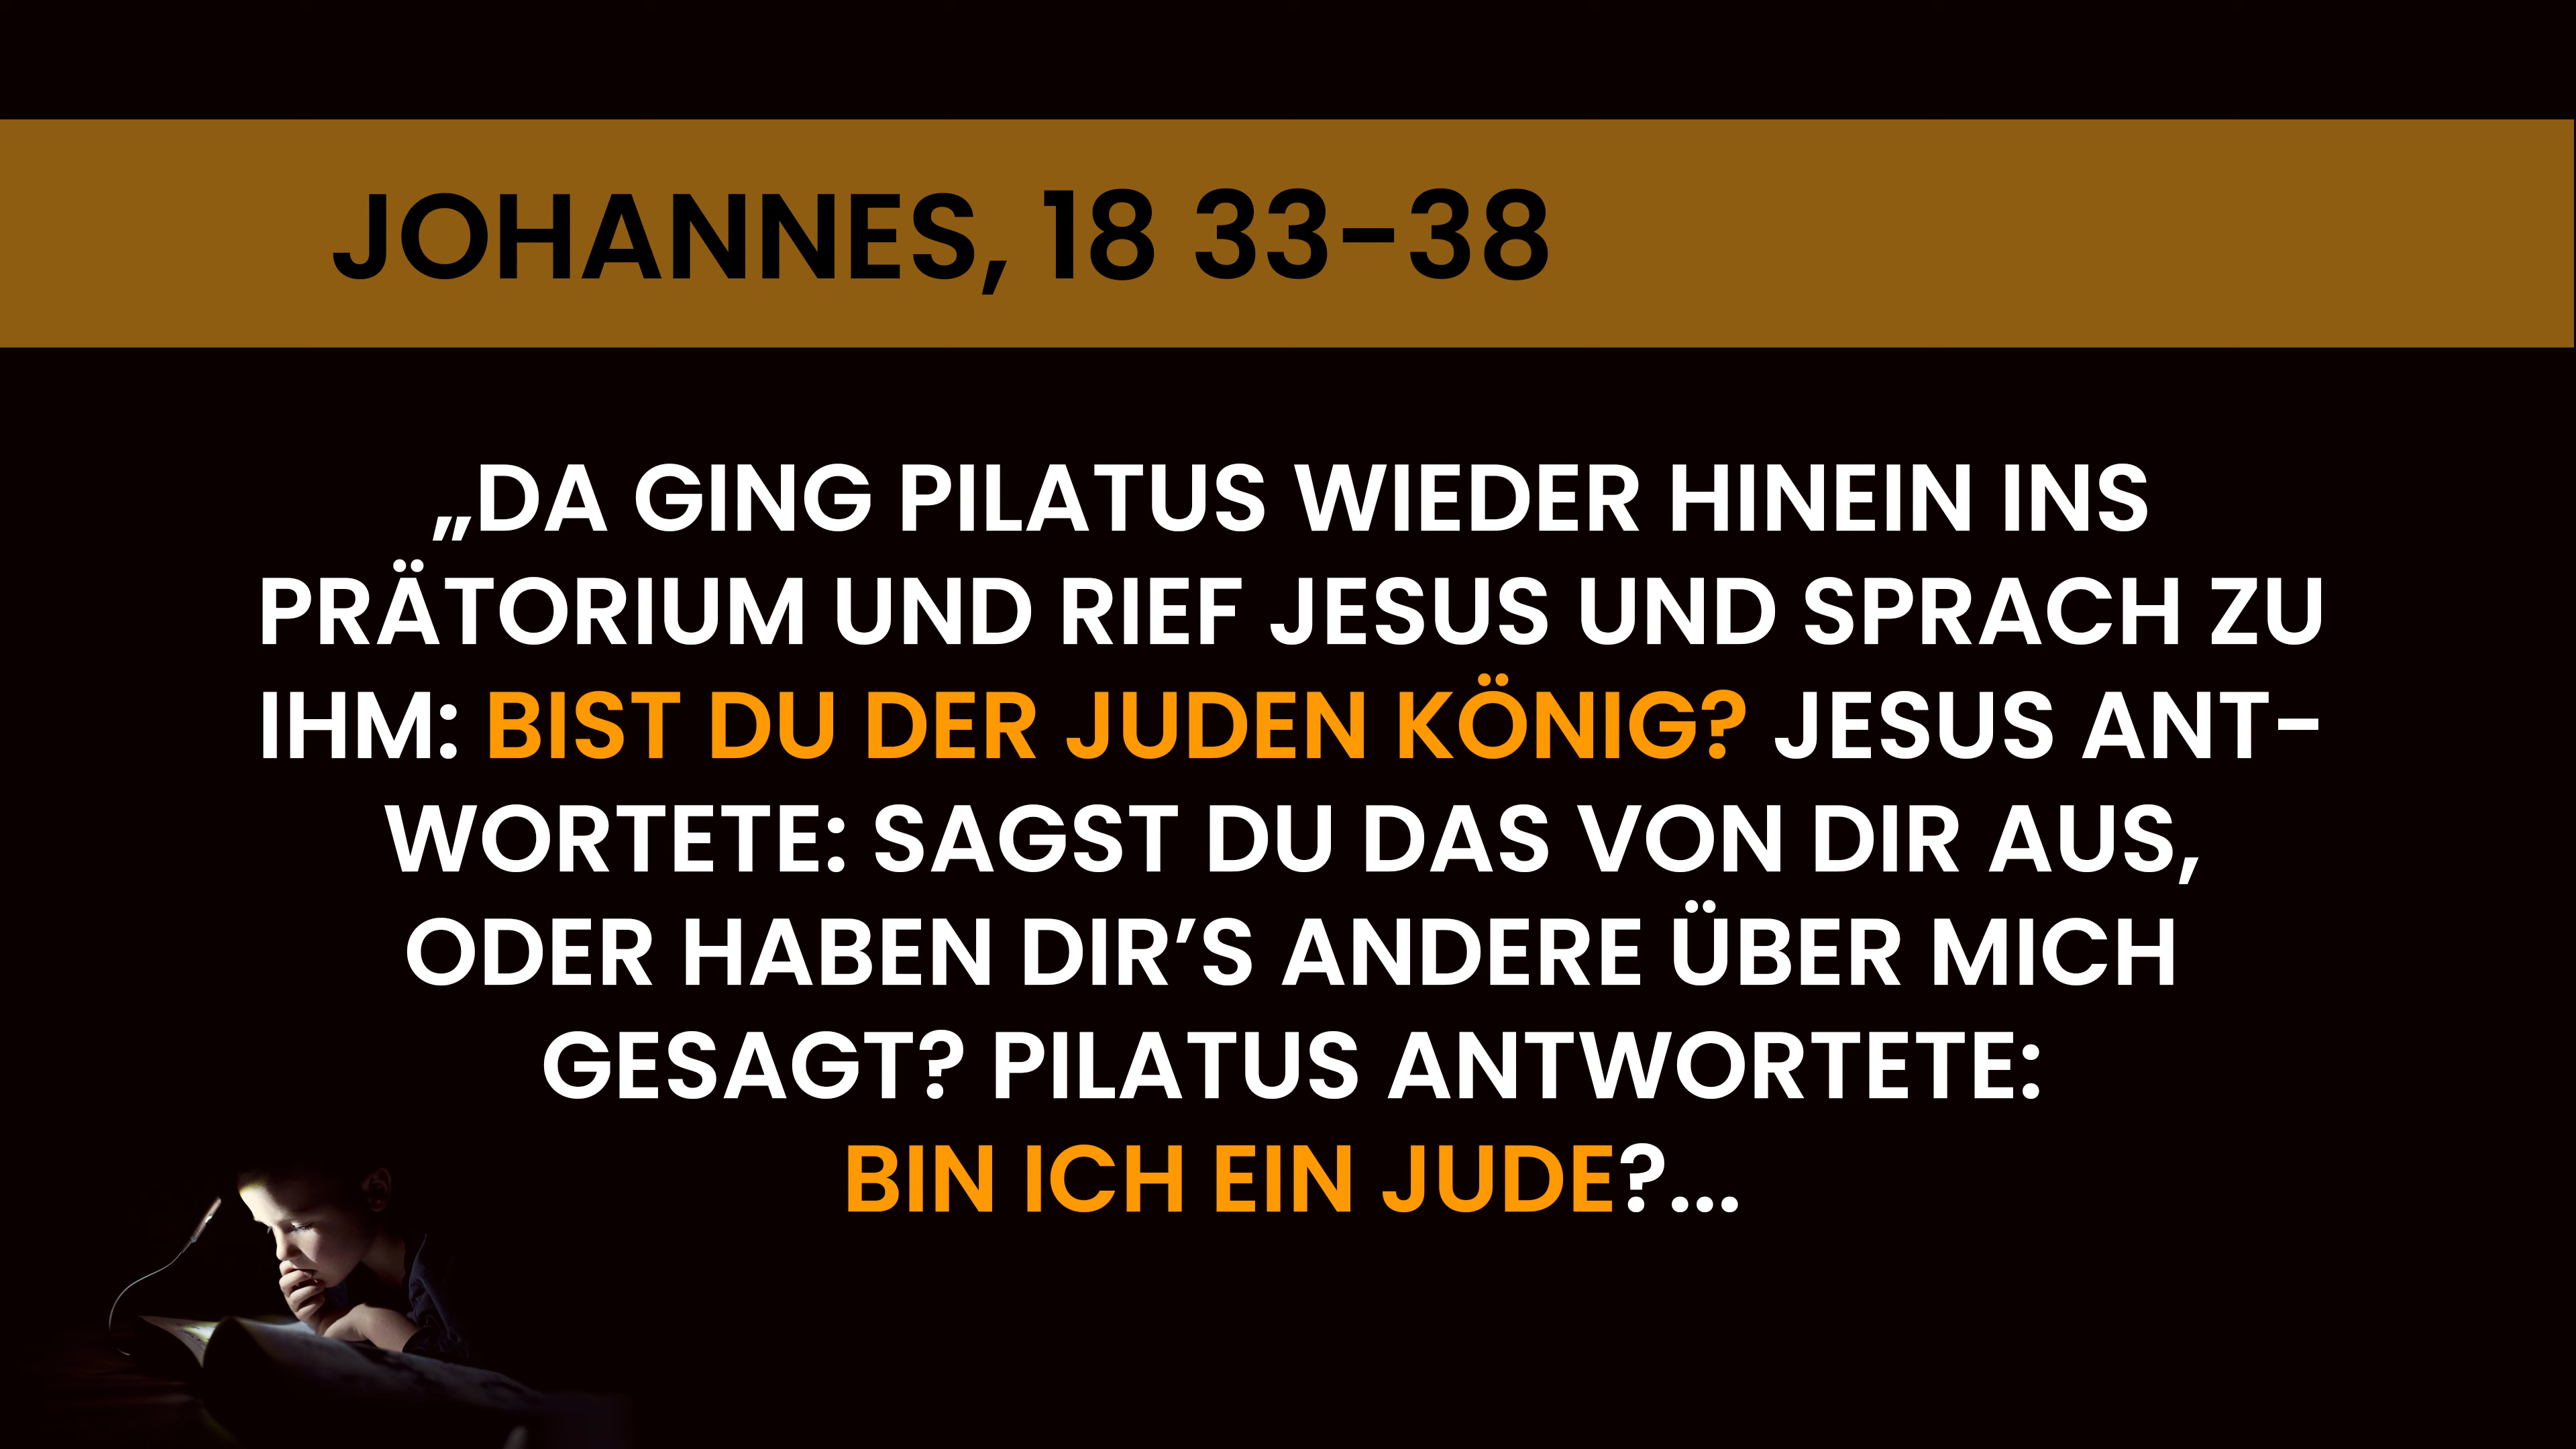 JOHANNES, 18 33-38
„DA GING PILATUS WIEDER HINEIN INS
PRÄTORIUM UND RIEF JESUS UND SPRACH ZU
IHM: BIST DU DER JUDEN KÖNIG? JESUS ANT-
WORTETE: SAGST DU DAS VON DIR AUS,
ODER HABEN DIR’S ANDERE ÜBER MICH
GESAGT? PILATUS ANTWORTETE:
BIN ICH EIN JUDE?...